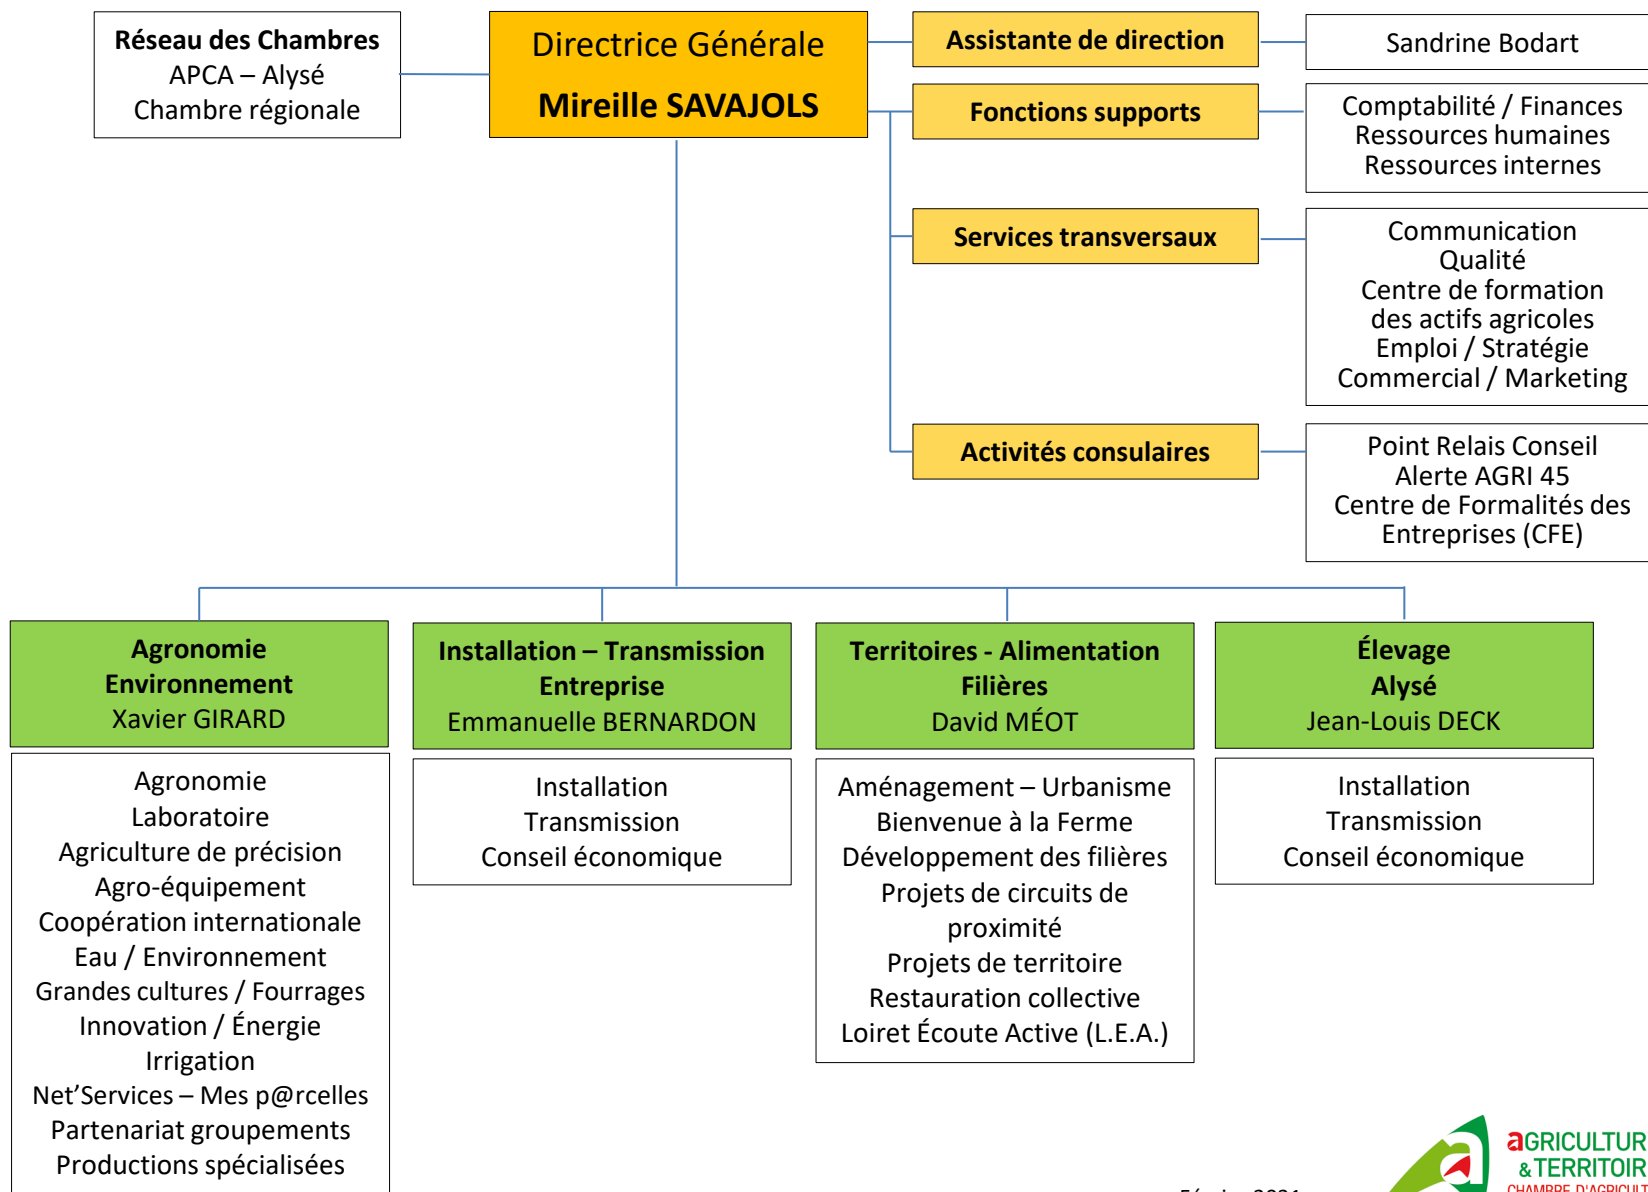 Réseau des Chambres
APCA – Alysé
Chambre régionale
Directrice Générale
Mireille SAVAJOLS
Assistante de direction
Sandrine Bodart
Fonctions supports
Comptabilité / Finances
Ressources humaines
Ressources internes
Services transversaux
Communication
Qualité
Centre de formation
des actifs agricoles
Emploi / Stratégie
Commercial / Marketing
Activités consulaires
Point Relais Conseil
Alerte AGRI 45
Centre de Formalités des
Entreprises (CFE)
Agronomie
Environnement
Xavier GIRARD
Agronomie
Laboratoire
Agriculture de précision
Agro-équipement
Coopération internationale
Eau / Environnement
Grandes cultures / Fourrages
Innovation / Énergie
Irrigation
Net’Services – Mes p@rcelles
Partenariat groupements
Productions spécialisées
Installation – Transmission
Entreprise
Emmanuelle BERNARDON
Installation
Transmission
Conseil économique
Territoires - Alimentation
Filières
David MÉOT
Aménagement – Urbanisme
Bienvenue à la Ferme
Développement des filières
Projets de circuits de
proximité
Projets de territoire
Restauration collective
Loiret Écoute Active (L.E.A.)
Élevage
Alysé
Jean-Louis DECK
Installation
Transmission
Conseil économique
aGRICULTUR
& TERRITOIR